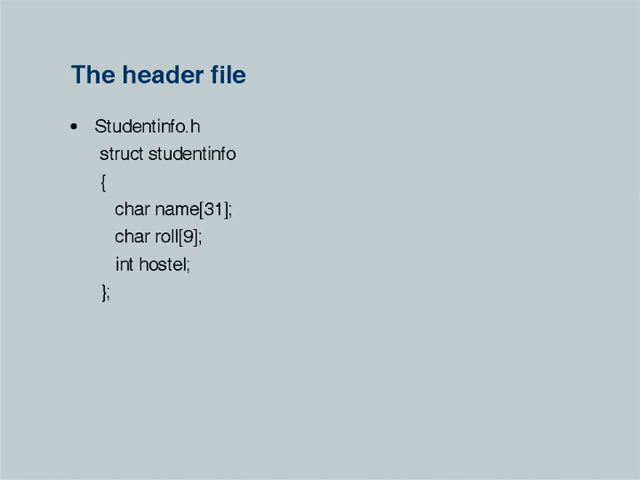 The header file
• Studentinfo.h
struct studentinfo
{
char name[31];
char roll[9];
int hostel;
};